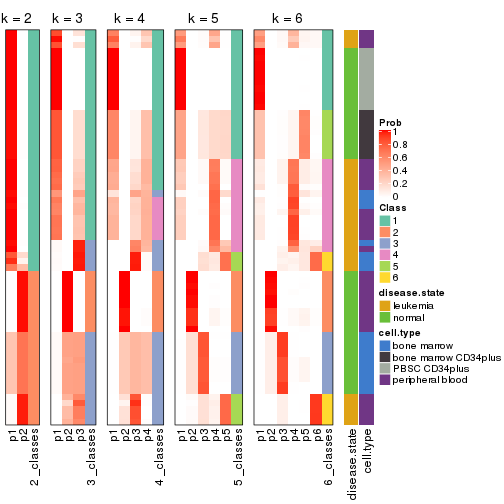 k = 2 k = 3 k = 4 k = 5 k = 6
Prob
1
0.8
0.6
0.4
0.2
0
Class
1
2
3
4
5
6
disease.state
leukemia
normal
cell.type
bone marrow
bone marrow CD34plus
PBSC CD34plus
peripheral blood
p1 p2 2_classes p1 p2 p3 3_classes p1 p2 p3 p4 4_classes p1 p2 p3 p4 p5 5_classes p1 p2 p3 p4 p5 p6 6_classes disease.state cell.type